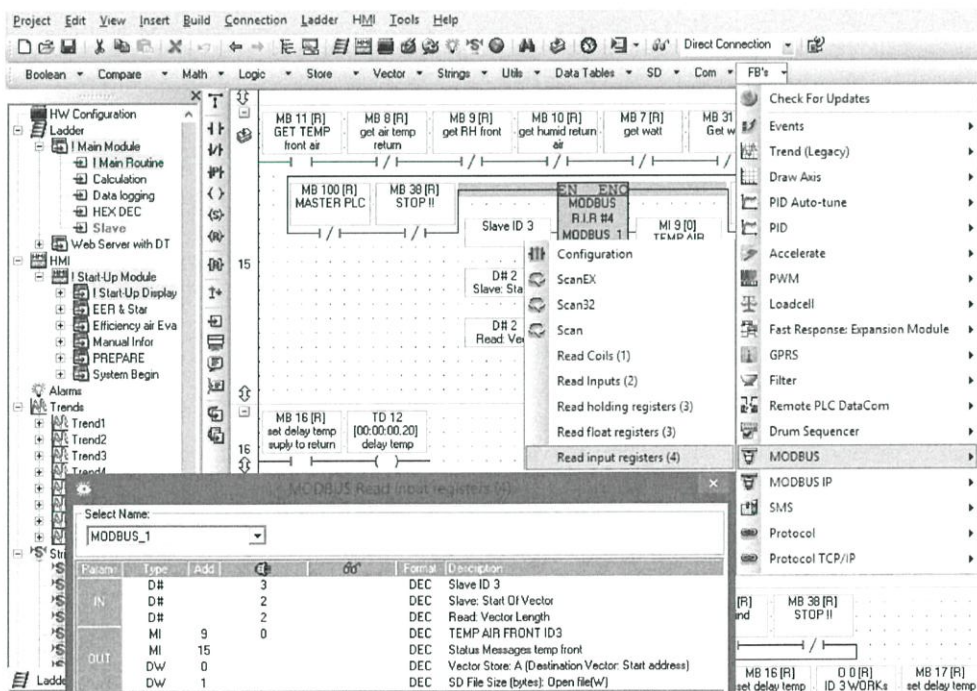 Project Edit View Insert Build Connection Ladder HMI Tools Help
Direct Connection
Boolean Compare Math Logic Store Vector Strings Utils Data Tables SD Com FB's
HW Configuration
Ladder
! Main Module
! Main Routine
Calculation
Data logging
HEX DEC
Slave
Web Server with DT
HMI
! Start-Up Module
! Start-Up Display
EER & Star
Efficiency air Eva
Manual Infor
PREPARE
System Begin
Alarms
Trends
Trend1
Trend2
Trend3
Trend4
Stri
Ladde
MB 11 [R]
GET TEMP
front air
MB 8 [R]
get air temp
return
MB 9 [R]
get RH front
MB 10 [R]
get humid return
air
MB 7 [R]
get watt
MB 31
Get w
MB 100 [R]
MASTER PLC
MB 38 [R]
STOP !!
EN ENO
MODBUS
R.I.R #4
MODBUS_1
Slave ID 3
MI 9 [0]
TEMP AIR
15
D# 2
Slave: Sta
D# 2
Read: Ve
MB 16 [R]
set delay temp
suply to return
TD 12
[00:00:00.20]
delay temp
16
Configuration
ScanEX
Scan32
Scan
Read Coils (1)
Read Inputs (2)
Read holding registers (3)
Read float registers (3)
Read input registers (4)
Check For Updates
Events
Trend (Legacy)
Draw Axis
PID Auto-tune
PID
Accelerate
PWM
Loadcell
Fast Response: Expansion Module
GPRS
Filter
Remote PLC DataCom
Drum Sequencer
MODBUS
MODBUS IP
SMS
Protocol
Protocol TCP/IP
MODBUS Read input registers (4)
Select Name:
MODBUS_1
Param Type Add Format Description
IN
D# 3 DEC Slave ID 3
D# 2 DEC Slave: Start Of Vector
D# 2 DEC Read: Vector Length
OUT
MI 9 0 DEC TEMP AIR FRONT ID3
MI 15 DEC Status Messages temp front
DW 0 DEC Vector Store: A (Destination Vector: Start address)
DW 1 DEC SD File Size (bytes): Open file(W)
[R]
nd
MB 38 [R]
STOP !!
MB 16 [R]
set delay temp
O 0 [R]
ID 3 WORKs
MB 17 [R]
set delay temp